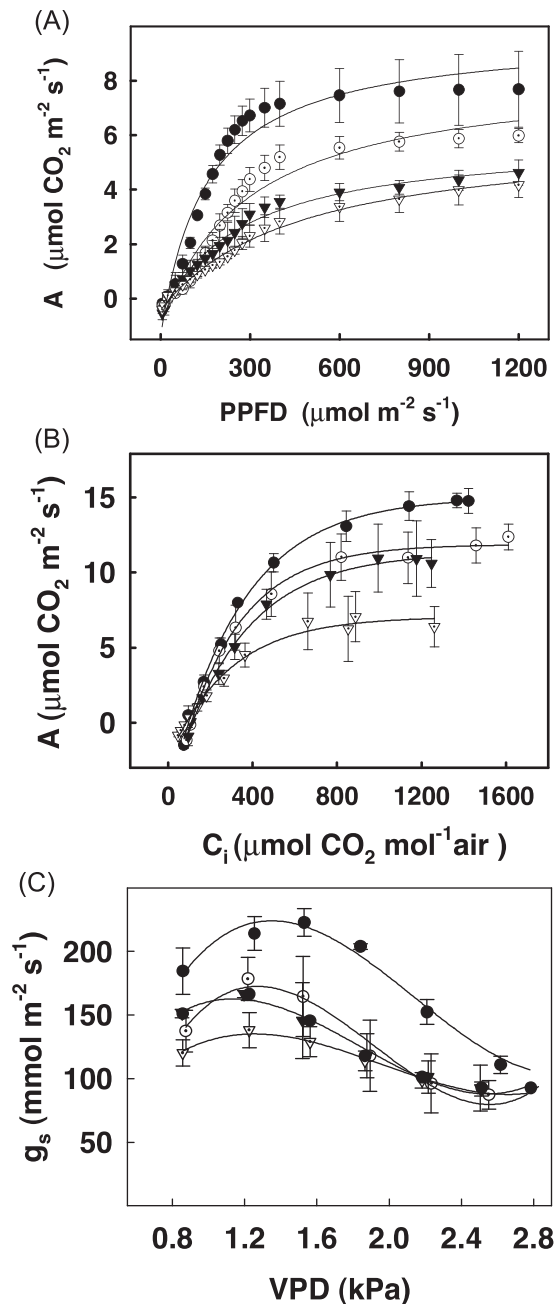 (A)
8
6
4
2
0
A (μmol CO₂ m⁻² s⁻¹)
0 300 600 900 1200
PPFD (μmol m⁻² s⁻¹)
(B)
15
10
5
0
A (μmol CO₂ m⁻² s⁻¹)
0 400 800 1200 1600
Cᵢ (μmol CO₂ mol⁻¹air )
(C)
200
150
100
50
gₛ (mmol m⁻² s⁻¹)
0.8 1.2 1.6 2.0 2.4 2.8
VPD (kPa)